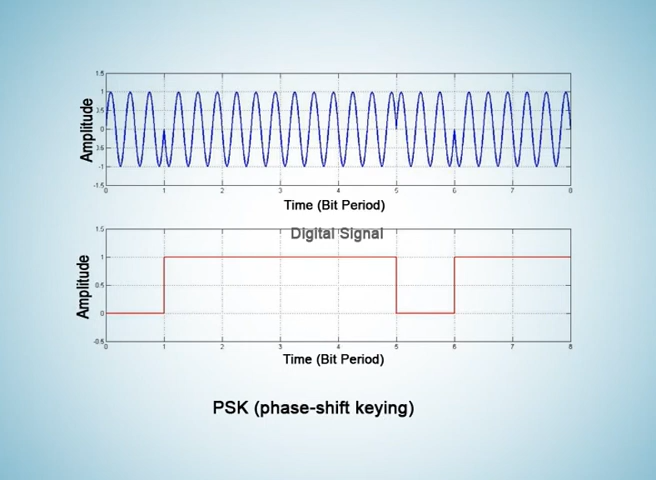 1.5
1
0.5
0
0.5
-1
-1.5
Amplitude
0 1 2 3 4 5 6 7 8
Time (Bit Period)
Digital Signal
1.5
1
0.5
0
-0.5
Amplitude
0 1 2 3 4 5 6 7 8
Time (Bit Period)
PSK (phase-shift keying)